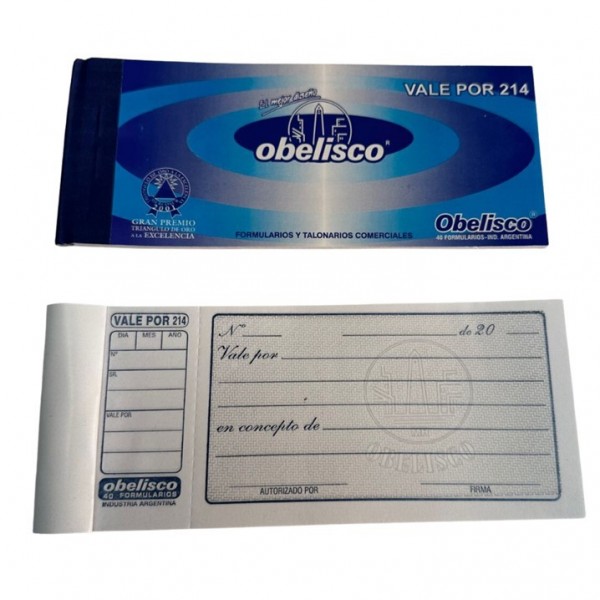 VALE POR 214
obelisco®
GRAN PREMIO
TRIANGULO DE ORO
A LA EXCELENCIA
2001
FORMULARIOS Y TALONARIOS COMERCIALES
Obelisco®
40 FORMULARIOS-IND. ARGENTINA
VALE POR 214
DIA MES AÑO
Nº
SR.
VALE POR:
obelisco
40 FORMULARIOS
INDUSTRIA ARGENTINA
Nº de 20
Vale por
en concepto de
OBELISCO
AUTORIZADO POR FIRMA